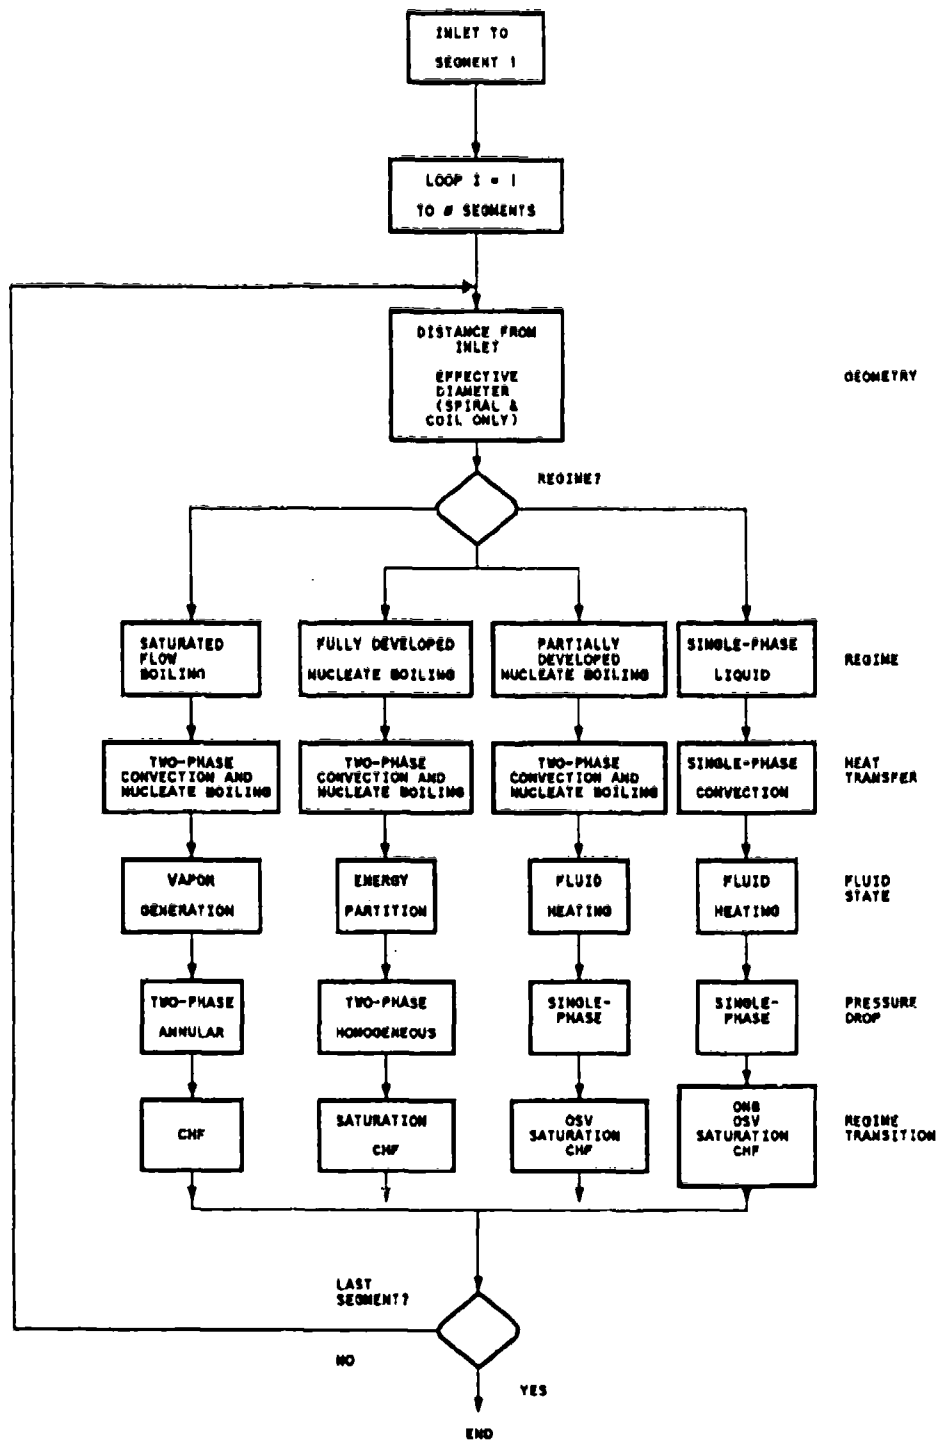 INLET TO
SEGMENT 1
LOOP I = 1
TO # SEGMENTS
DISTANCE FROM
INLET
EFFECTIVE
DIAMETER
(SPIRAL &
COIL ONLY)
GEOMETRY
REGIME?
SATURATED
FLOW
BOILING
FULLY DEVELOPED
NUCLEATE BOILING
PARTIALLY
DEVELOPED
NUCLEATE BOILING
SINGLE-PHASE
LIQUID
REGIME
TWO-PHASE
CONVECTION AND
NUCLEATE BOILING
TWO-PHASE
CONVECTION AND
NUCLEATE BOILING
TWO-PHASE
CONVECTION AND
NUCLEATE BOILING
SINGLE-PHASE
CONVECTION
HEAT
TRANSFER
VAPOR
GENERATION
ENERGY
PARTITION
FLUID
HEATING
FLUID
HEATING
FLUID
STATE
TWO-PHASE
ANNULAR
TWO-PHASE
HOMOGENEOUS
SINGLE-
PHASE
SINGLE-
PHASE
PRESSURE
DROP
CHF
SATURATION
CHF
OSV
SATURATION
CHF
ONB
OSV
SATURATION
CHF
REGIME
TRANSITION
LAST
SEGMENT?
NO
YES
END